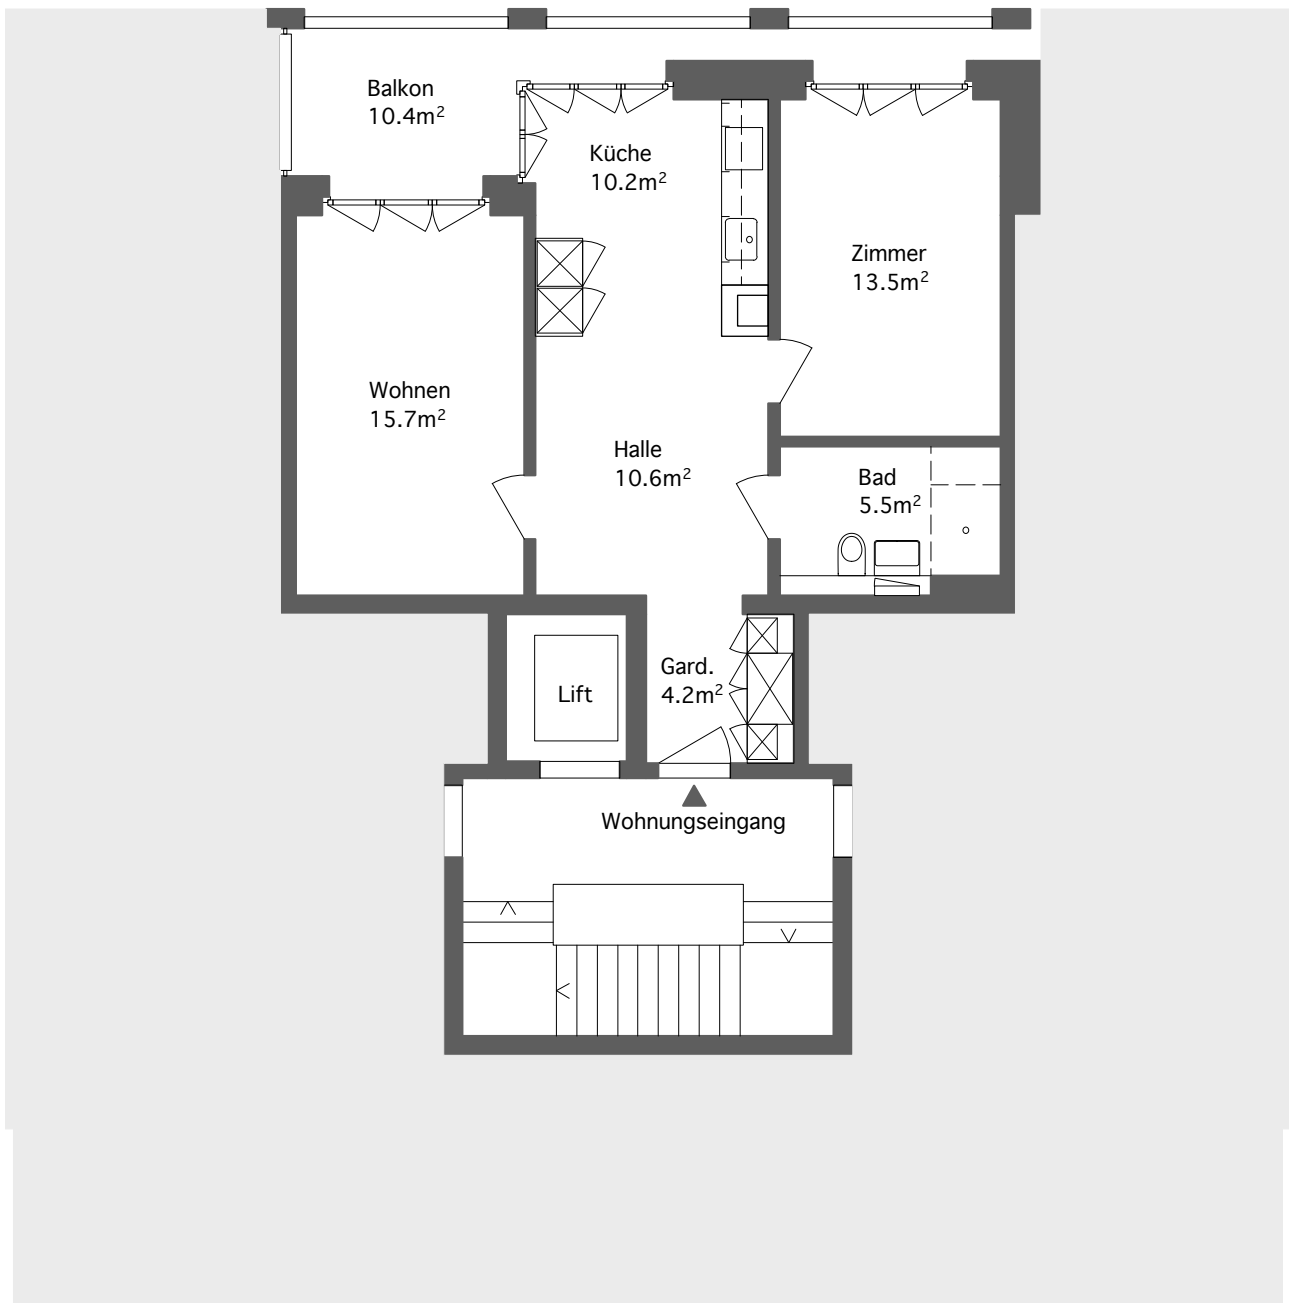 Balkon
10.4m²
Küche
10.2m²
Zimmer
13.5m²
Wohnen
15.7m²
Halle
10.6m²
Bad
5.5m²
Gard.
4.2m²
Lift
Wohnungseingang